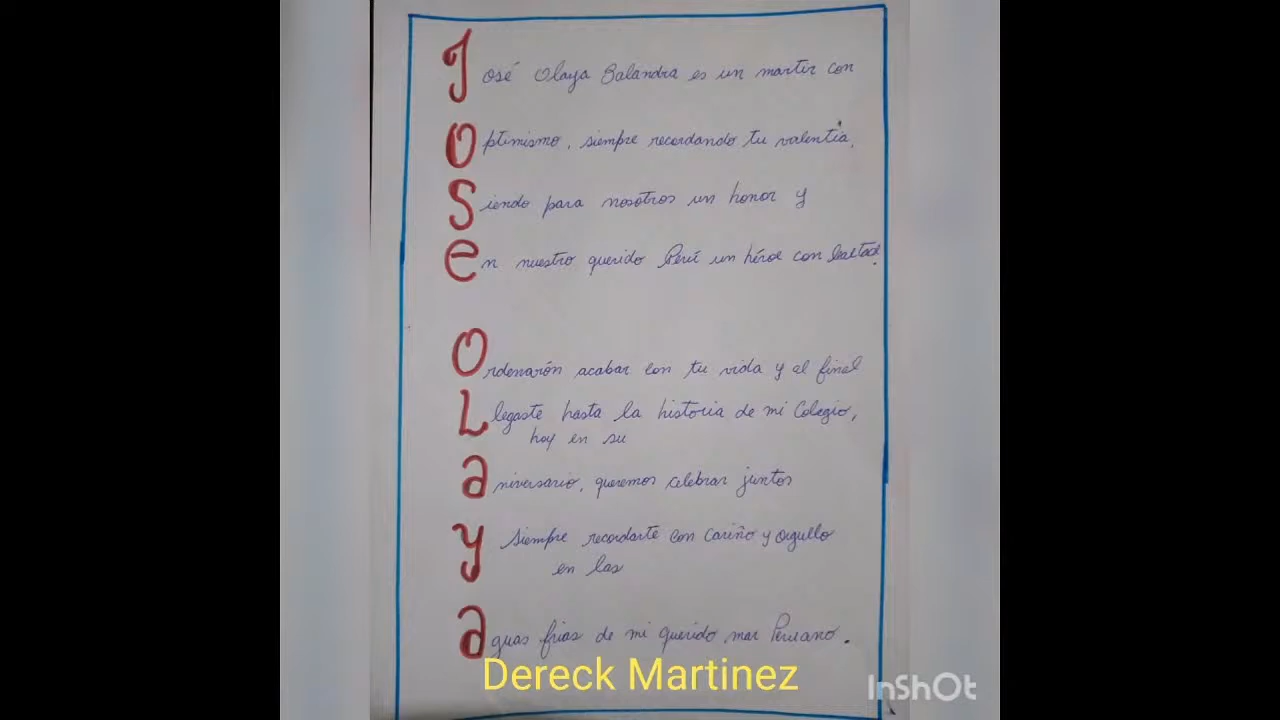 José Olaya Balandra es un martir con
Optimismo, siempre recordando tu valentía,
Siendo para nosotros un honor y
en nuestro querido Perú un héroe con lealtad.
Ordenarón acabar con tu vida y al final
Llegaste hasta la historia de mi Colegio,
hoy en su
aniversario, queremos celebrar juntos
y siempre recordarte con cariño y orgullo
en las
aguas frias de mi querido mar Peruano.
Dereck Martinez
InShOt